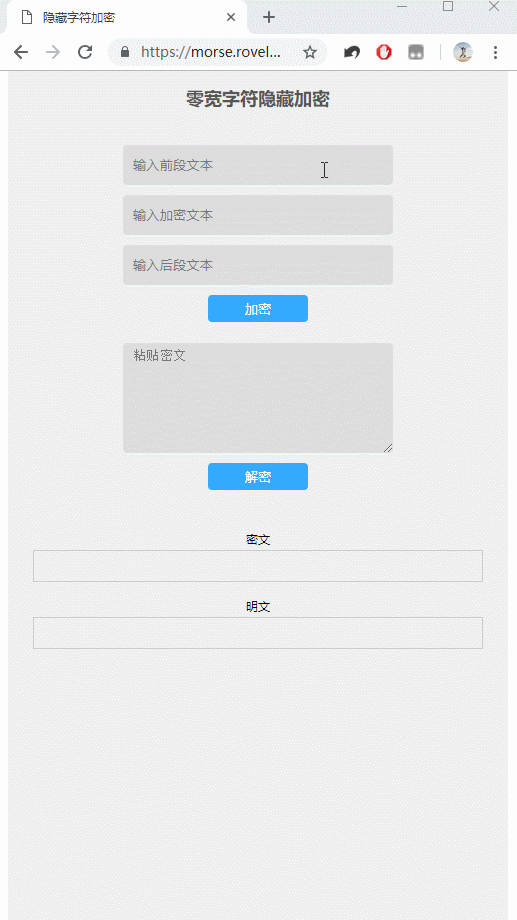 隐藏字符加密
https://morse.rovel...
零宽字符隐藏加密
输入前段文本
输入加密文本
输入后段文本
加密
粘贴密文
解密
密文
明文